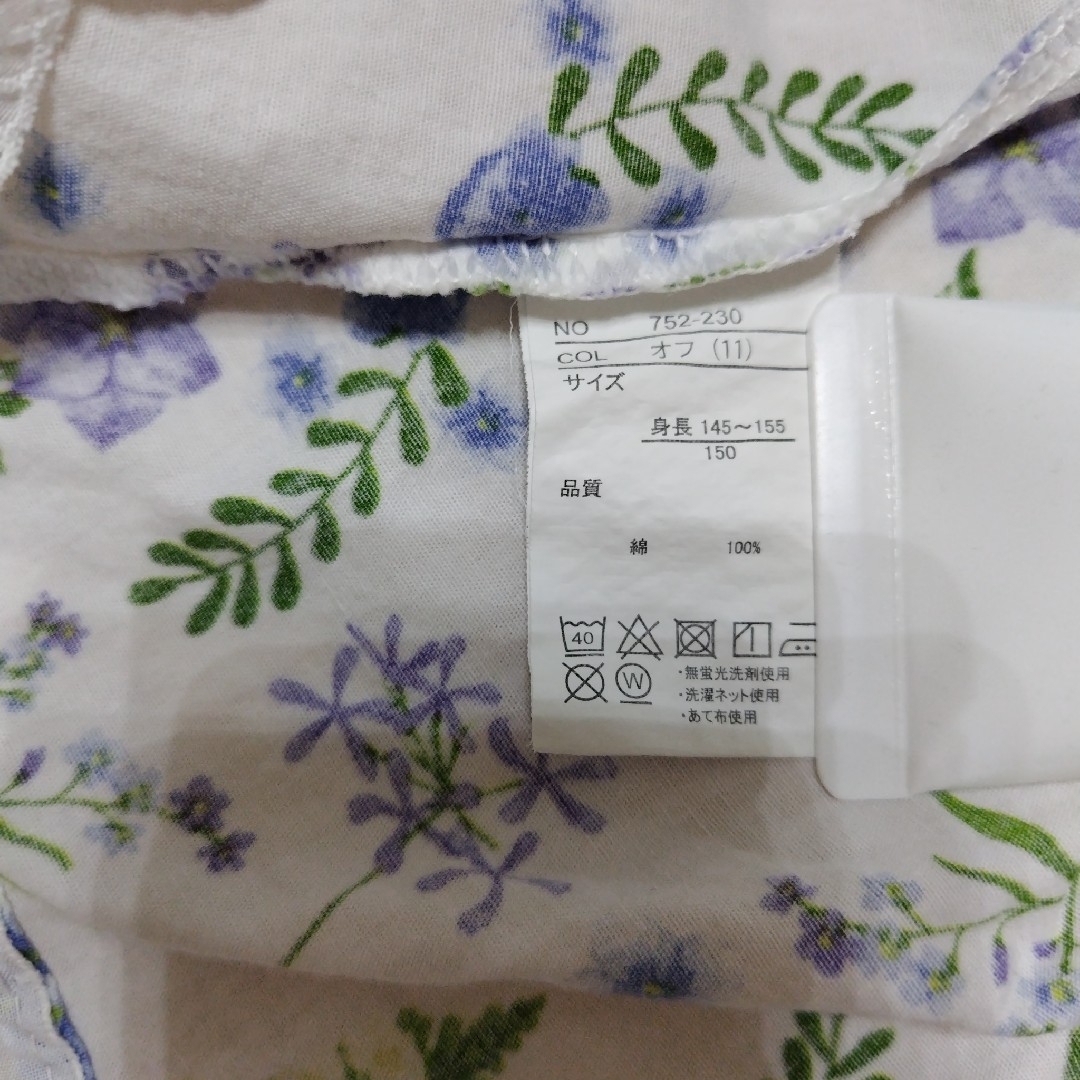 NO 752-230
COL オフ (11)
サイズ
身長 145～155
150
品質
綿 100%
40
W
・無蛍光洗剤使用
・洗濯ネット使用
・あて布使用